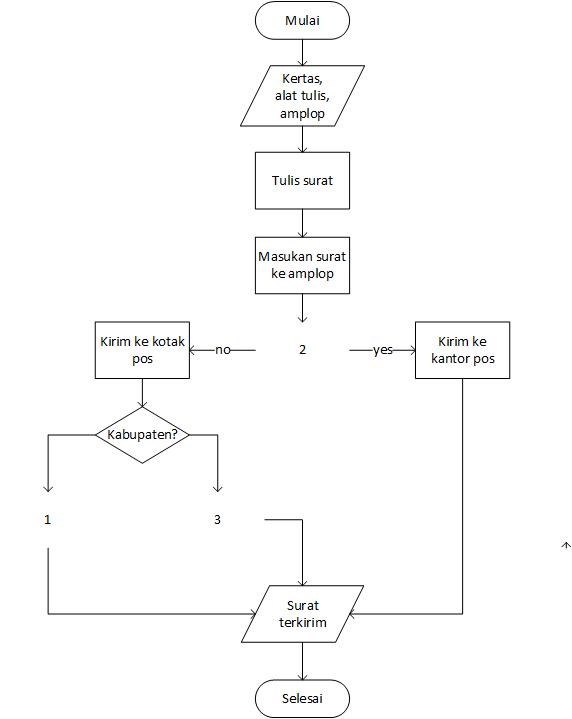 Mulai
Kertas,
alat tulis,
amplop
Tulis surat
Masukan surat
ke amplop
Kirim ke kotak
pos
no
2
yes
Kirim ke
kantor pos
Kabupaten?
1
3
Surat
terkirim
Selesai